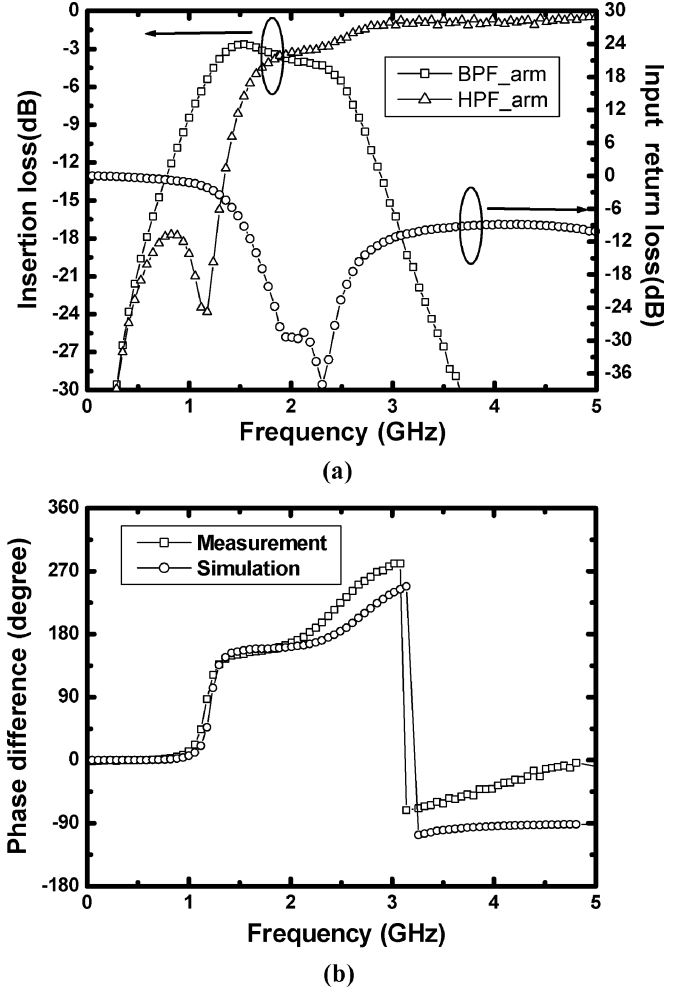 0
-3
-6
-9
-12
-15
-18
-21
-24
-27
-30
Insertion loss(dB)
BPF_arm
HPF_arm
30
24
18
12
6
0
-6
-12
-18
-24
-30
-36
Input return loss(dB)
0 1 2 3 4 5
Frequency (GHz)
(a)
360
270
180
90
0
-90
-180
Phase difference (degree)
Measurement
Simulation
0 1 2 3 4 5
Frequency (GHz)
(b)